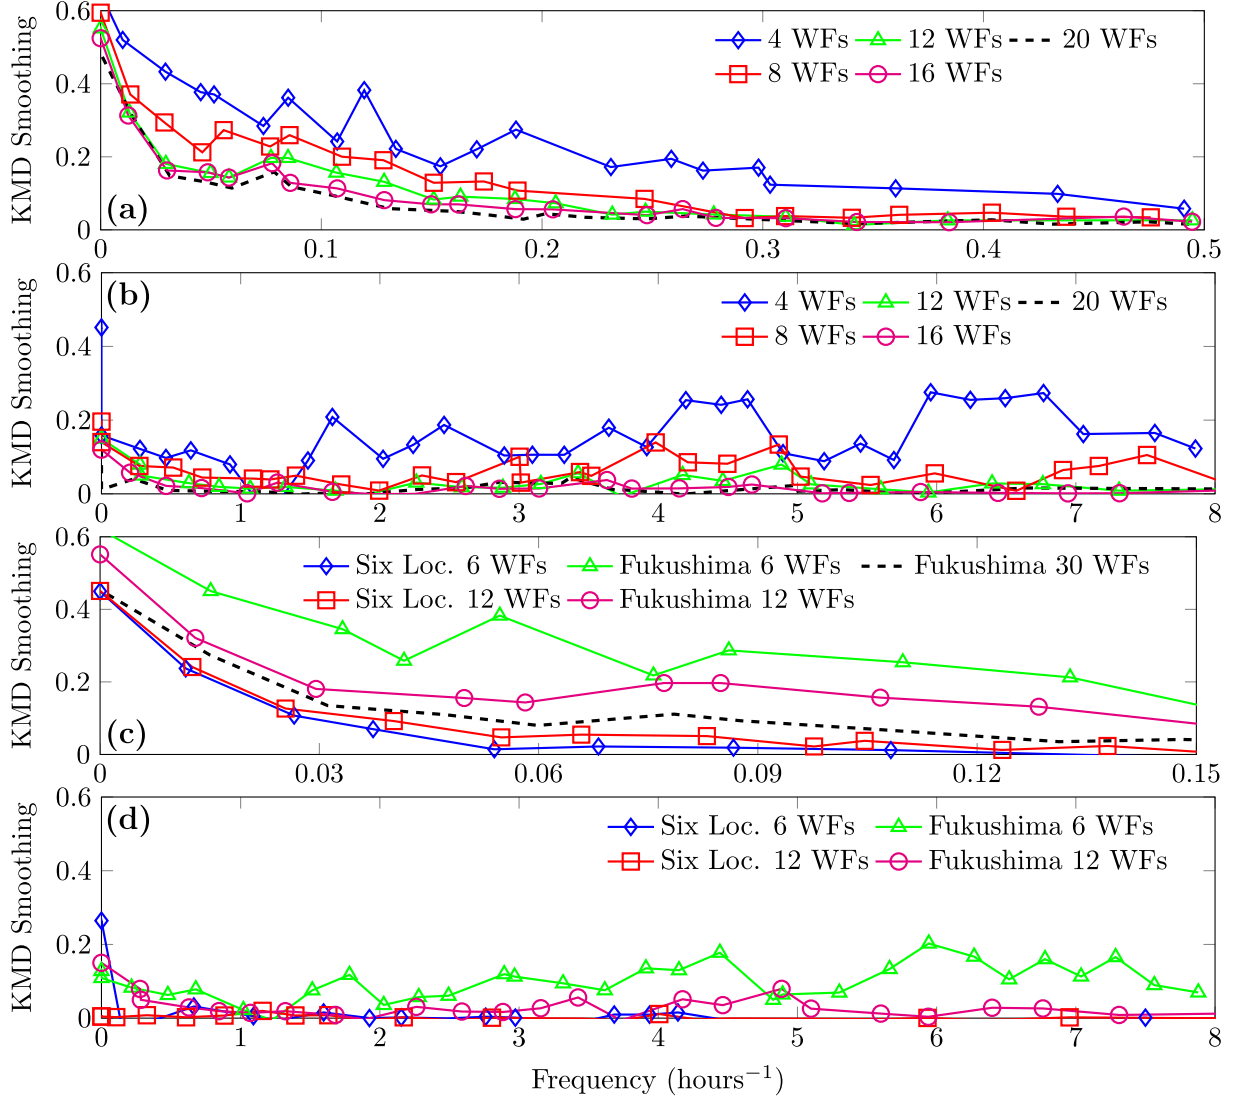 0.6
0.4
0.2
0
KMD Smoothing
(a)
4 WFs 12 WFs 20 WFs
8 WFs 16 WFs
0 0.1 0.2 0.3 0.4 0.5
0.6
0.4
0.2
0
KMD Smoothing
(b)
4 WFs 12 WFs 20 WFs
8 WFs 16 WFs
0 1 2 3 4 5 6 7 8
0.6
0.4
0.2
0
KMD Smoothing
(c)
Six Loc. 6 WFs Fukushima 6 WFs Fukushima 30 WFs
Six Loc. 12 WFs Fukushima 12 WFs
0 0.03 0.06 0.09 0.12 0.15
0.6
0.4
0.2
0
KMD Smoothing
(d)
Six Loc. 6 WFs Fukushima 6 WFs
Six Loc. 12 WFs Fukushima 12 WFs
0 1 2 3 4 5 6 7 8
Frequency (hours⁻¹)